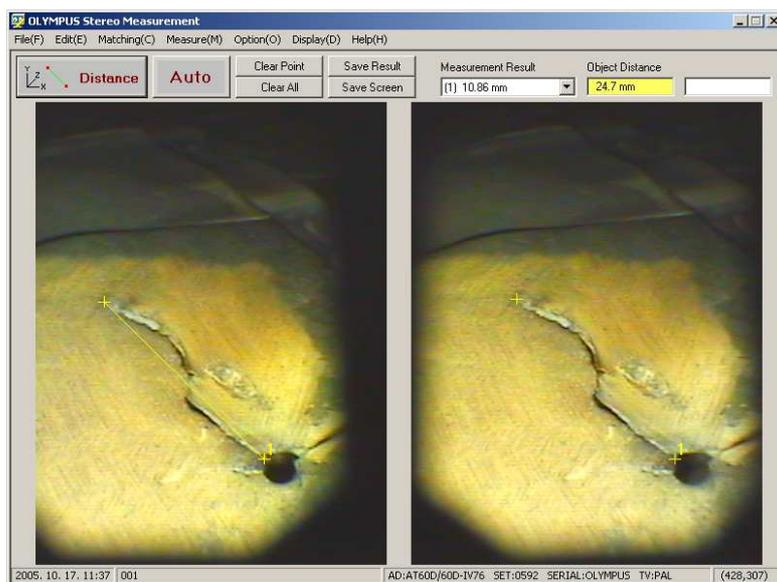 OLYMPUS Stereo Measurement
File(F) Edit(E) Matching(C) Measure(M) Option(O) Display(D) Help(H)
Y Z X Distance Auto Clear Point Save Result Measurement Result Object Distance
Clear All Save Screen (1) 10.86 mm 24.7 mm
1 1
2005. 10. 17. 11:37 001 AD:AT60D/60D-IV76 SET:0592 SERIAL:OLYMPUS TV:PAL (428,307)